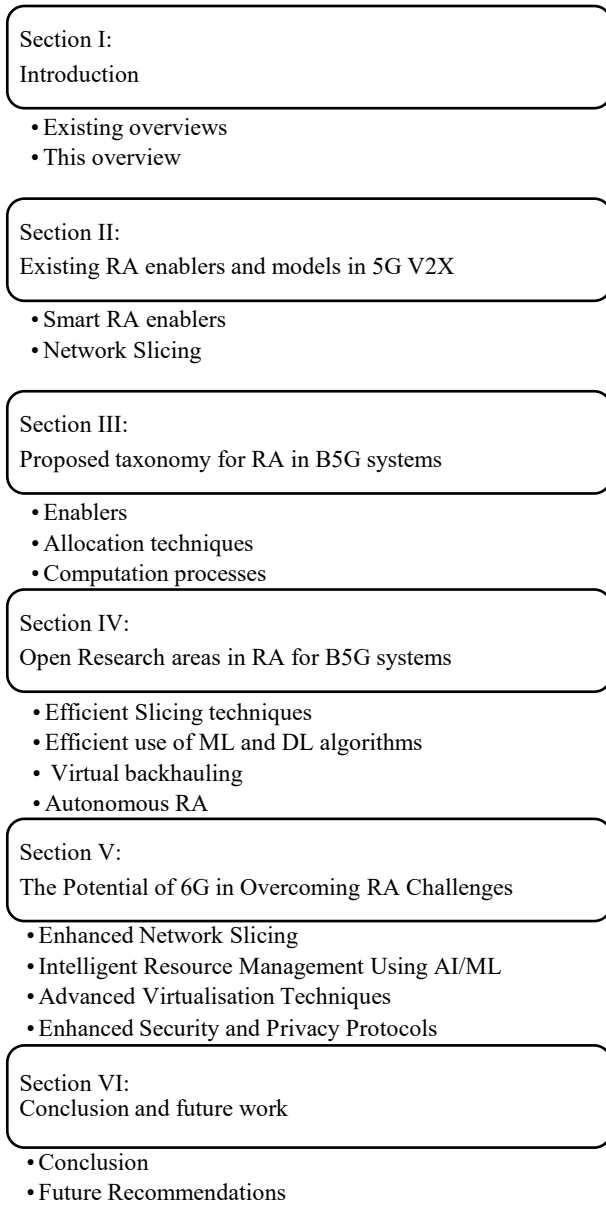 Section I:
Introduction
• Existing overviews
• This overview
Section II:
Existing RA enablers and models in 5G V2X
• Smart RA enablers
• Network Slicing
Section III:
Proposed taxonomy for RA in B5G systems
• Enablers
• Allocation techniques
• Computation processes
Section IV:
Open Research areas in RA for B5G systems
• Efficient Slicing techniques
• Efficient use of ML and DL algorithms
• Virtual backhauling
• Autonomous RA
Section V:
The Potential of 6G in Overcoming RA Challenges
• Enhanced Network Slicing
• Intelligent Resource Management Using AI/ML
• Advanced Virtualisation Techniques
• Enhanced Security and Privacy Protocols
Section VI:
Conclusion and future work
• Conclusion
• Future Recommendations